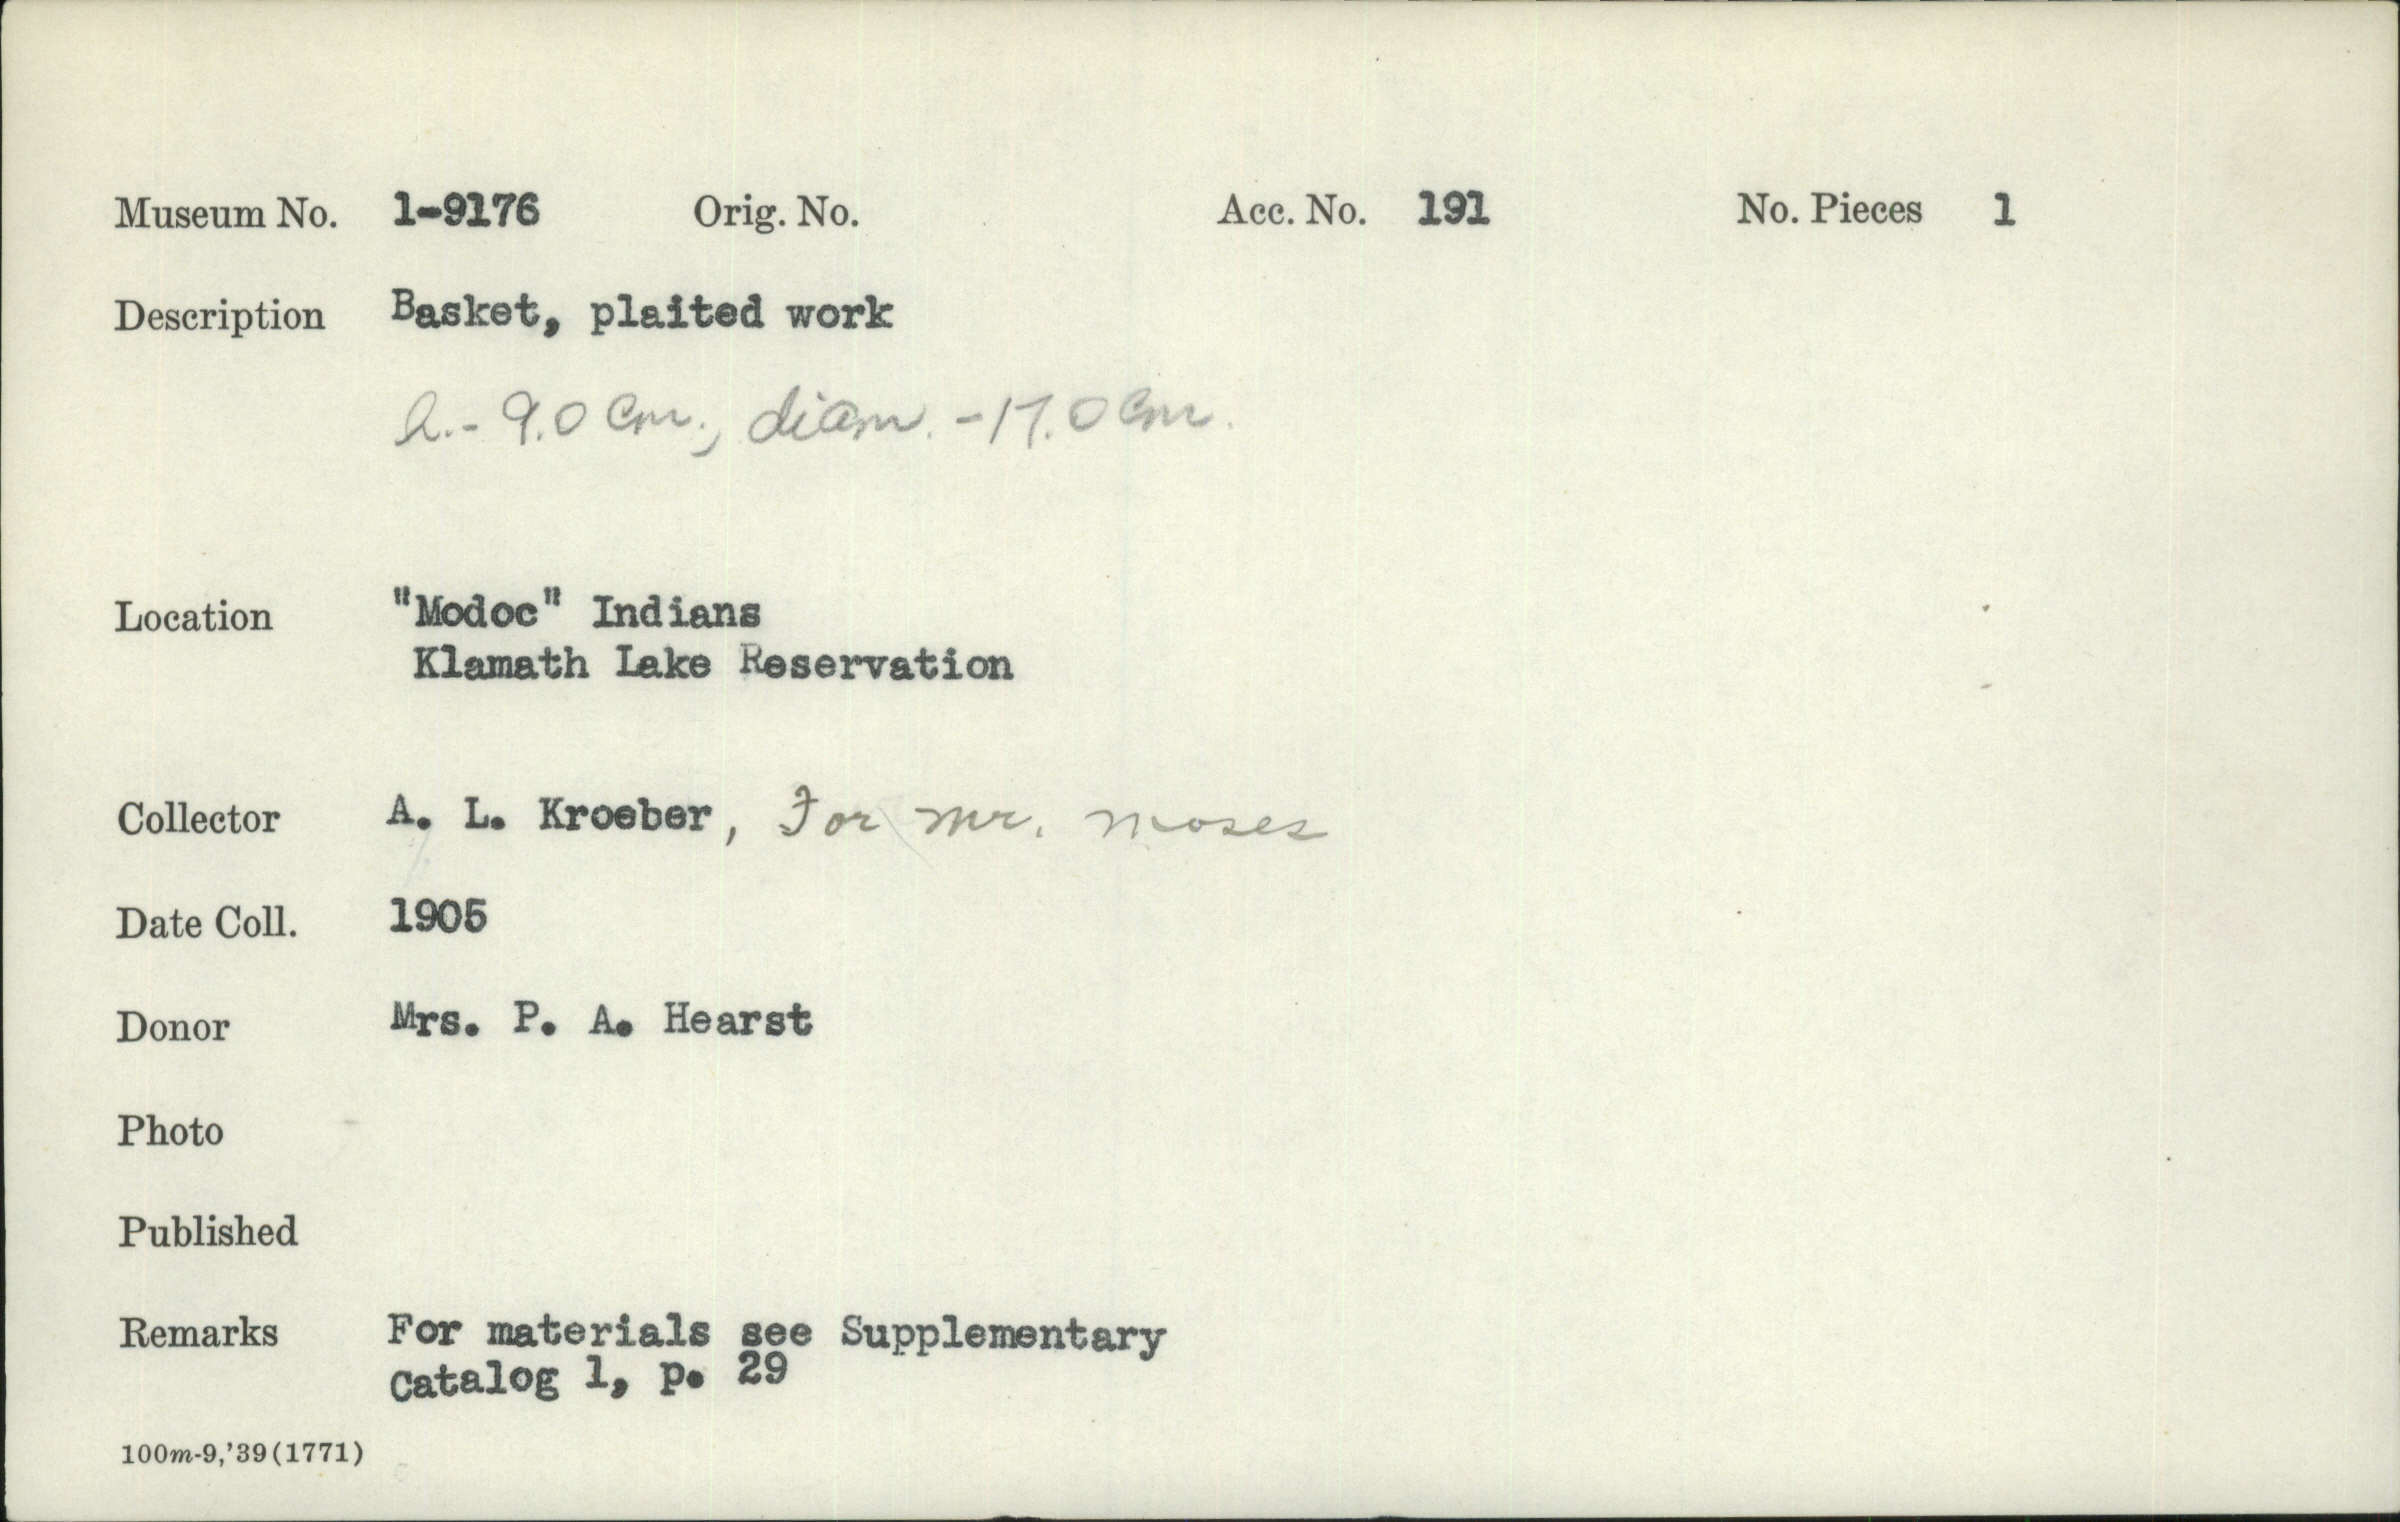 Museum No. 1-9176 Orig. No. Acc. No. 191 No. Pieces 1
Description Basket, plaited work
h.- 9.0 cm., diam. -17.0 cm.
Location "Modoc" Indians
Klamath Lake Reservation
Collector A. L. Kroeber, For Mr. Moses
Date Coll. 1905
Donor Mrs. P. A. Hearst
Photo
Published
Remarks For materials see Supplementary
Catalog 1, p. 29
100m-9,'39(1771)